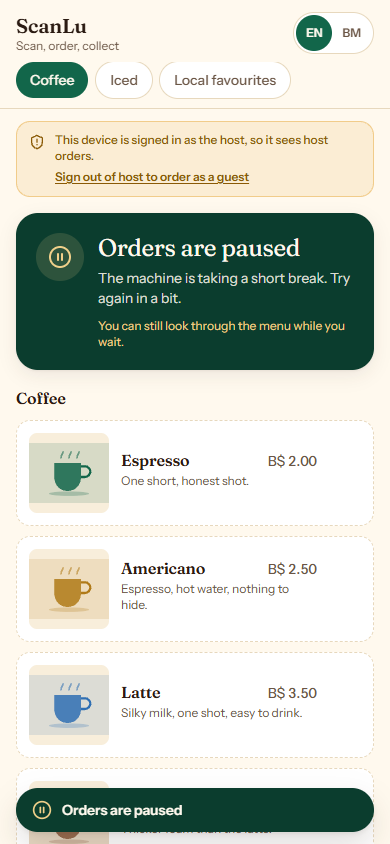 ScanLu
Scan, order, collect
EN
BM
Coffee
Iced
Local favourites
This device is signed in as the host, so it sees host
orders.
Sign out of host to order as a guest
Orders are paused
The machine is taking a short break. Try
again in a bit.
You can still look through the menu while you
wait.
Coffee
Espresso
B$ 2.00
One short, honest shot.
Americano
B$ 2.50
Espresso, hot water, nothing to
hide.
Latte
B$ 3.50
Silky milk, one shot, easy to drink.
Orders are paused